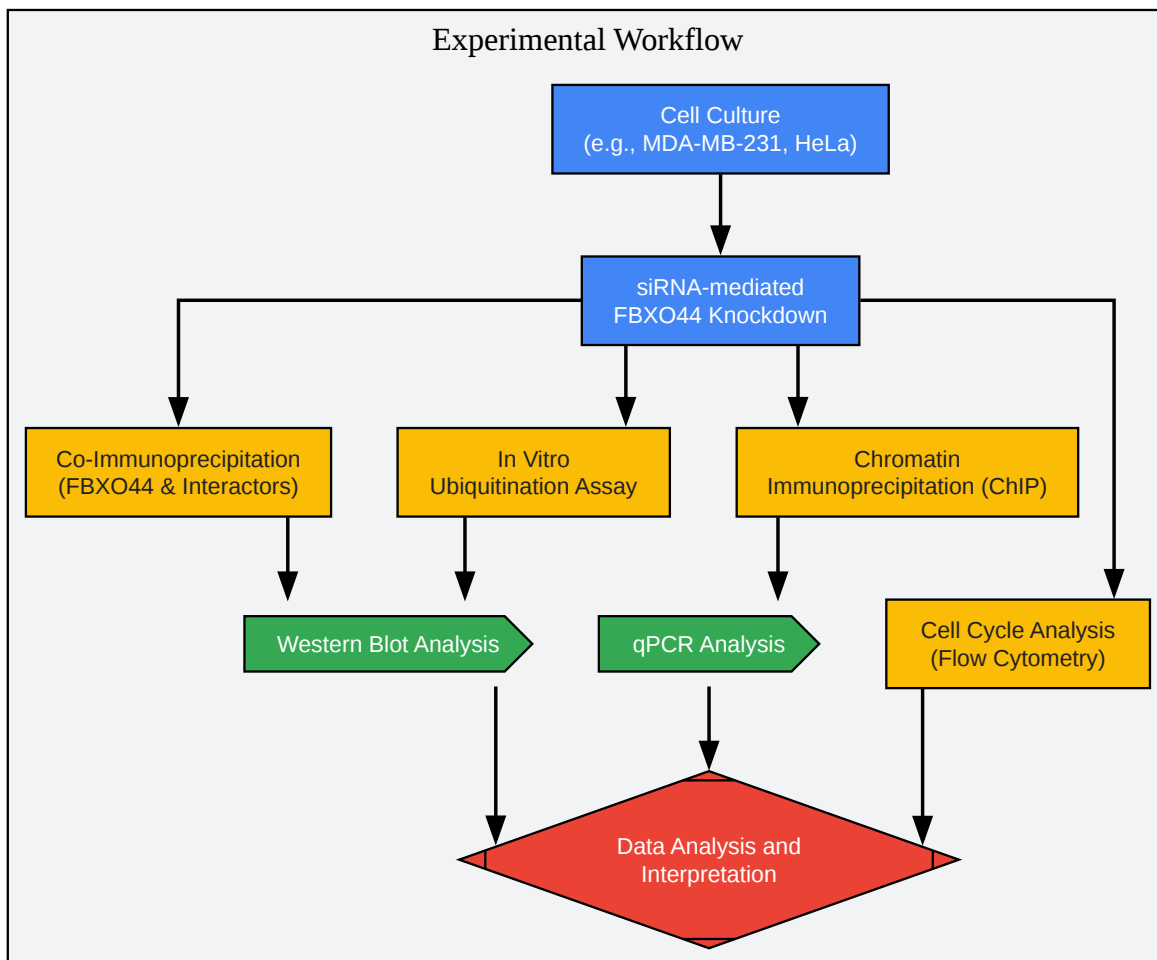 Experimental Workflow
Cell Culture
(e.g., MDA-MB-231, HeLa)
siRNA-mediated
FBXO44 Knockdown
Co-Immunoprecipitation
(FBXO44 & Interactors)
In Vitro
Ubiquitination Assay
Chromatin
Immunoprecipitation (ChIP)
Western Blot Analysis
qPCR Analysis
Cell Cycle Analysis
(Flow Cytometry)
Data Analysis and
Interpretation